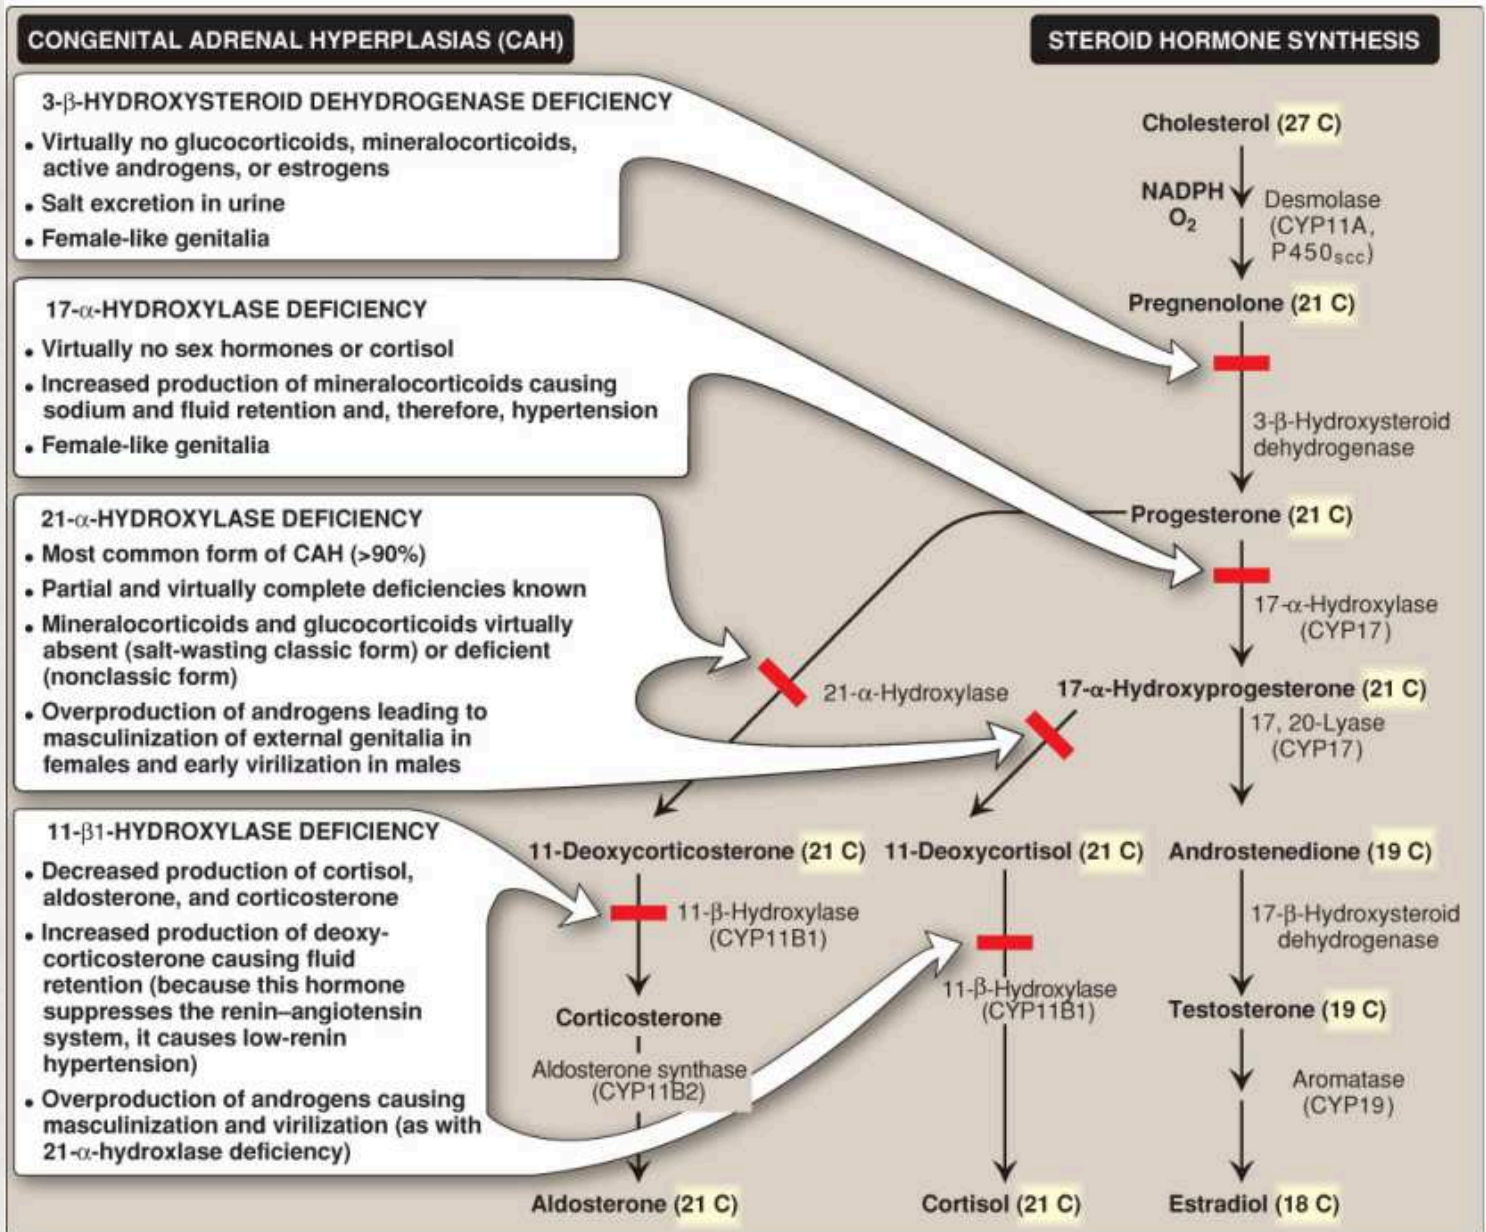 CONGENITAL ADRENAL HYPERPLASIAS (CAH)
3-β-HYDROXYSTEROID DEHYDROGENASE DEFICIENCY
• Virtually no glucocorticoids, mineralocorticoids,
active androgens, or estrogens
• Salt excretion in urine
• Female-like genitalia
17-α-HYDROXYLASE DEFICIENCY
• Virtually no sex hormones or cortisol
• Increased production of mineralocorticoids causing
sodium and fluid retention and, therefore, hypertension
• Female-like genitalia
21-α-HYDROXYLASE DEFICIENCY
• Most common form of CAH (>90%)
• Partial and virtually complete deficiencies known
• Mineralocorticoids and glucocorticoids virtually
absent (salt-wasting classic form) or deficient
(nonclassic form)
• Overproduction of androgens leading to
masculinization of external genitalia in
females and early virilization in males
11-β1-HYDROXYLASE DEFICIENCY
• Decreased production of cortisol,
aldosterone, and corticosterone
• Increased production of deoxy-
corticosterone causing fluid
retention (because this hormone
suppresses the renin–angiotensin
system, it causes low-renin
hypertension)
• Overproduction of androgens causing
masculinization and virilization (as with
21-α-hydroxlase deficiency)
STEROID HORMONE SYNTHESIS
Cholesterol (27 C)
NADPH
O₂
Desmolase
(CYP11A,
P450scc)
Pregnenolone (21 C)
3-β-Hydroxysteroid
dehydrogenase
Progesterone (21 C)
17-α-Hydroxylase
(CYP17)
21-α-Hydroxylase
17-α-Hydroxyprogesterone (21 C)
17, 20-Lyase
(CYP17)
11-Deoxycorticosterone (21 C)
11-Deoxycortisol (21 C)
Androstenedione (19 C)
11-β-Hydroxylase
(CYP11B1)
17-β-Hydroxysteroid
dehydrogenase
11-β-Hydroxylase
(CYP11B1)
Corticosterone
Testosterone (19 C)
Aldosterone synthase
(CYP11B2)
Aromatase
(CYP19)
Aldosterone (21 C)
Cortisol (21 C)
Estradiol (18 C)